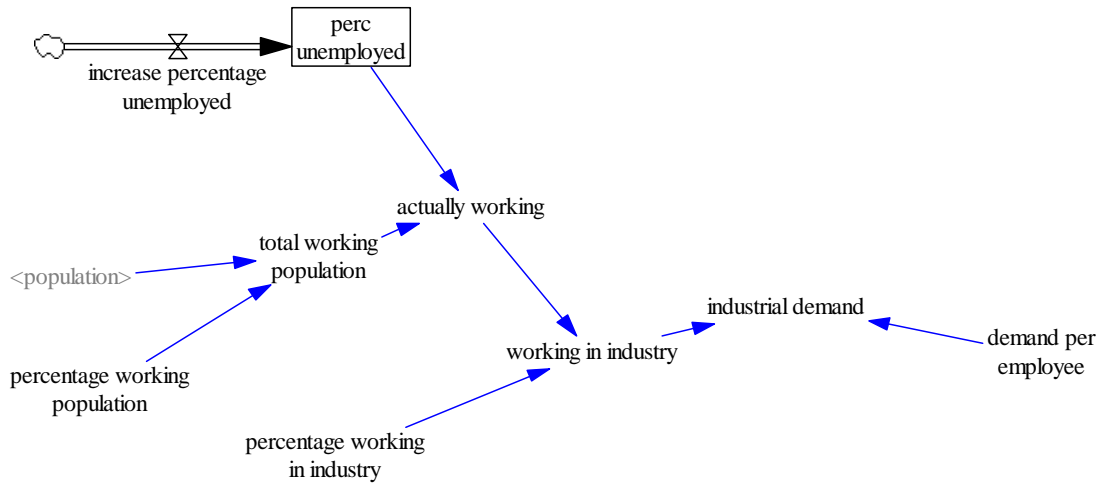 perc
unemployed
increase percentage
unemployed
actually working
total working
population
<population>
industrial demand
demand per
employee
working in industry
percentage working
population
percentage working
in industry